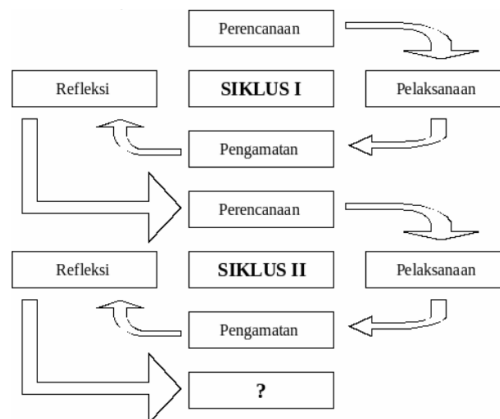 Perencanaan
Refleksi
SIKLUS I
Pelaksanaan
Pengamatan
Perencanaan
Refleksi
SIKLUS II
Pelaksanaan
Pengamatan
?